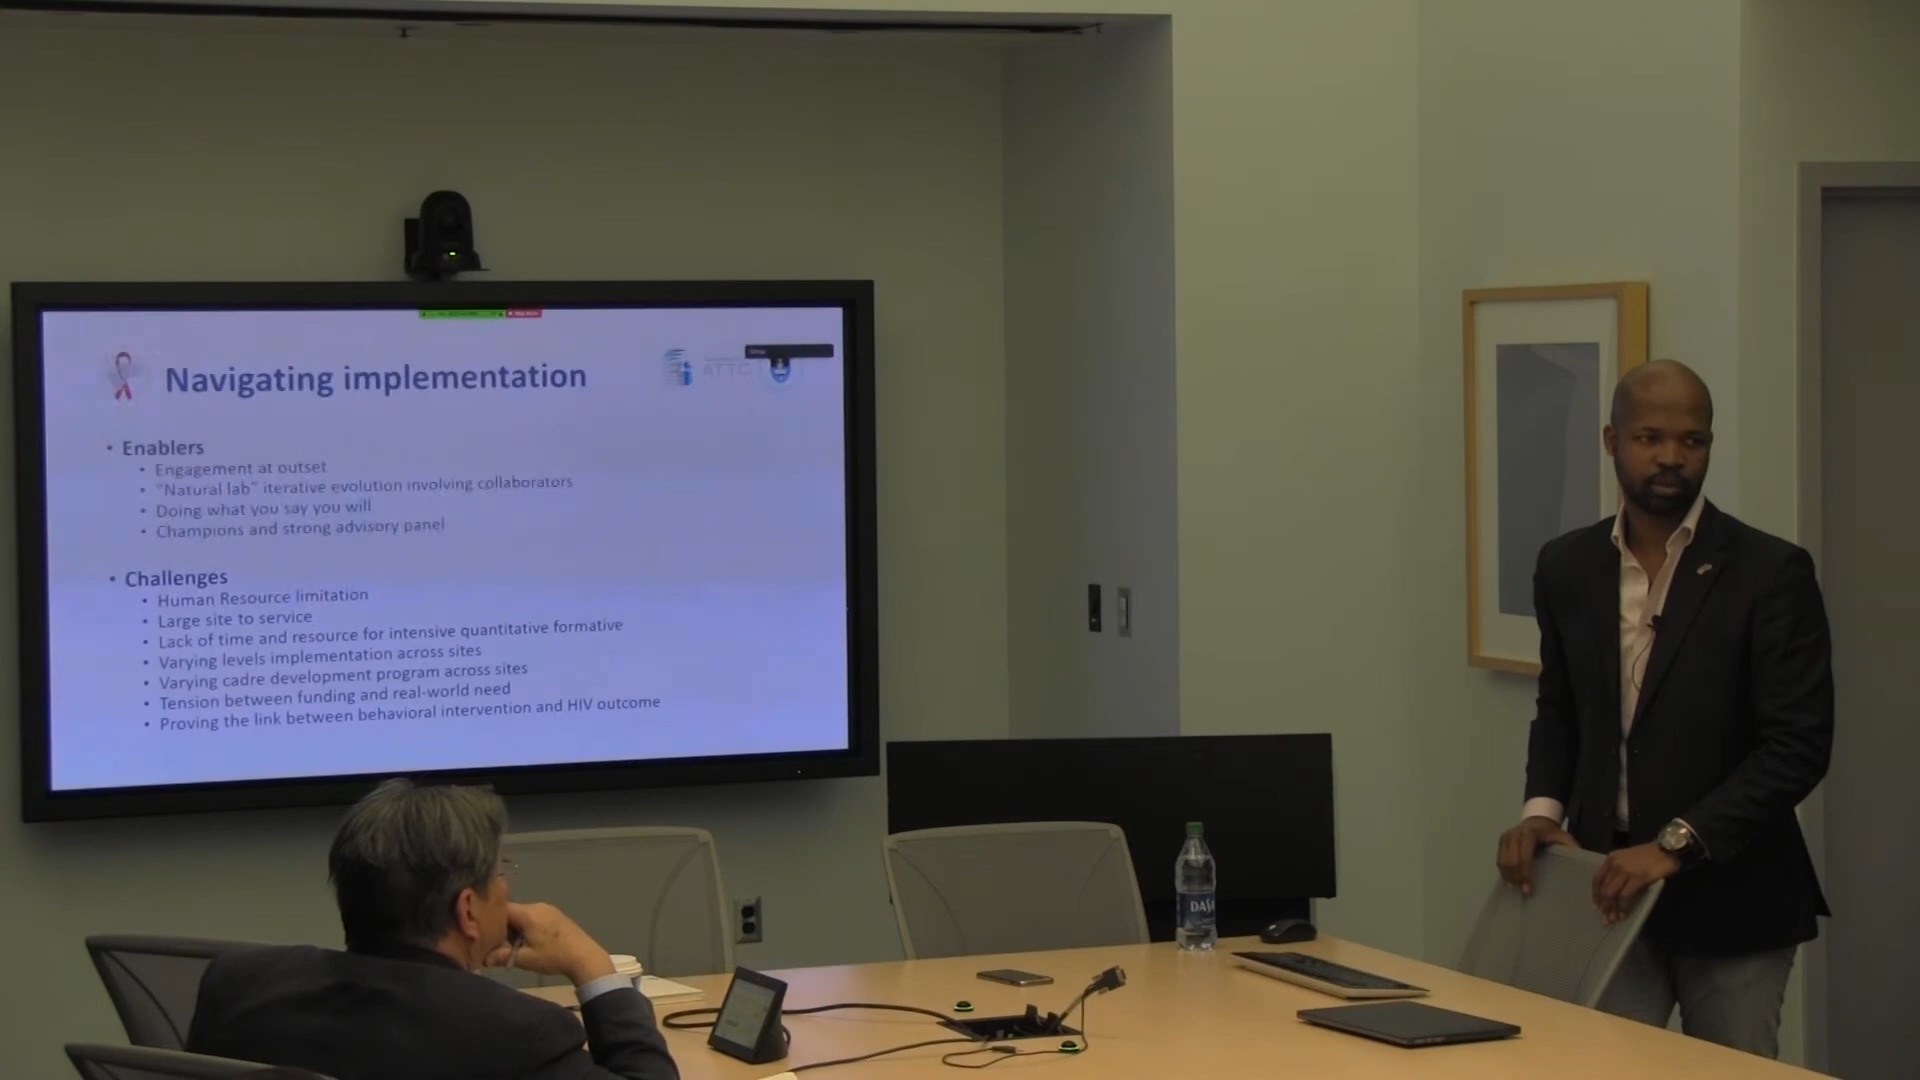 Navigating implementation
ATTC
• Enablers
• Engagement at outset
• "Natural lab" iterative evolution involving collaborators
• Doing what you say you will
• Champions and strong advisory panel
• Challenges
• Human Resource limitation
• Large site to service
• Lack of time and resource for intensive quantitative formative
• Varying levels implementation across sites
• Varying cadre development program across sites
• Tension between funding and real-world need
• Proving the link between behavioral intervention and HIV outcome
DASA